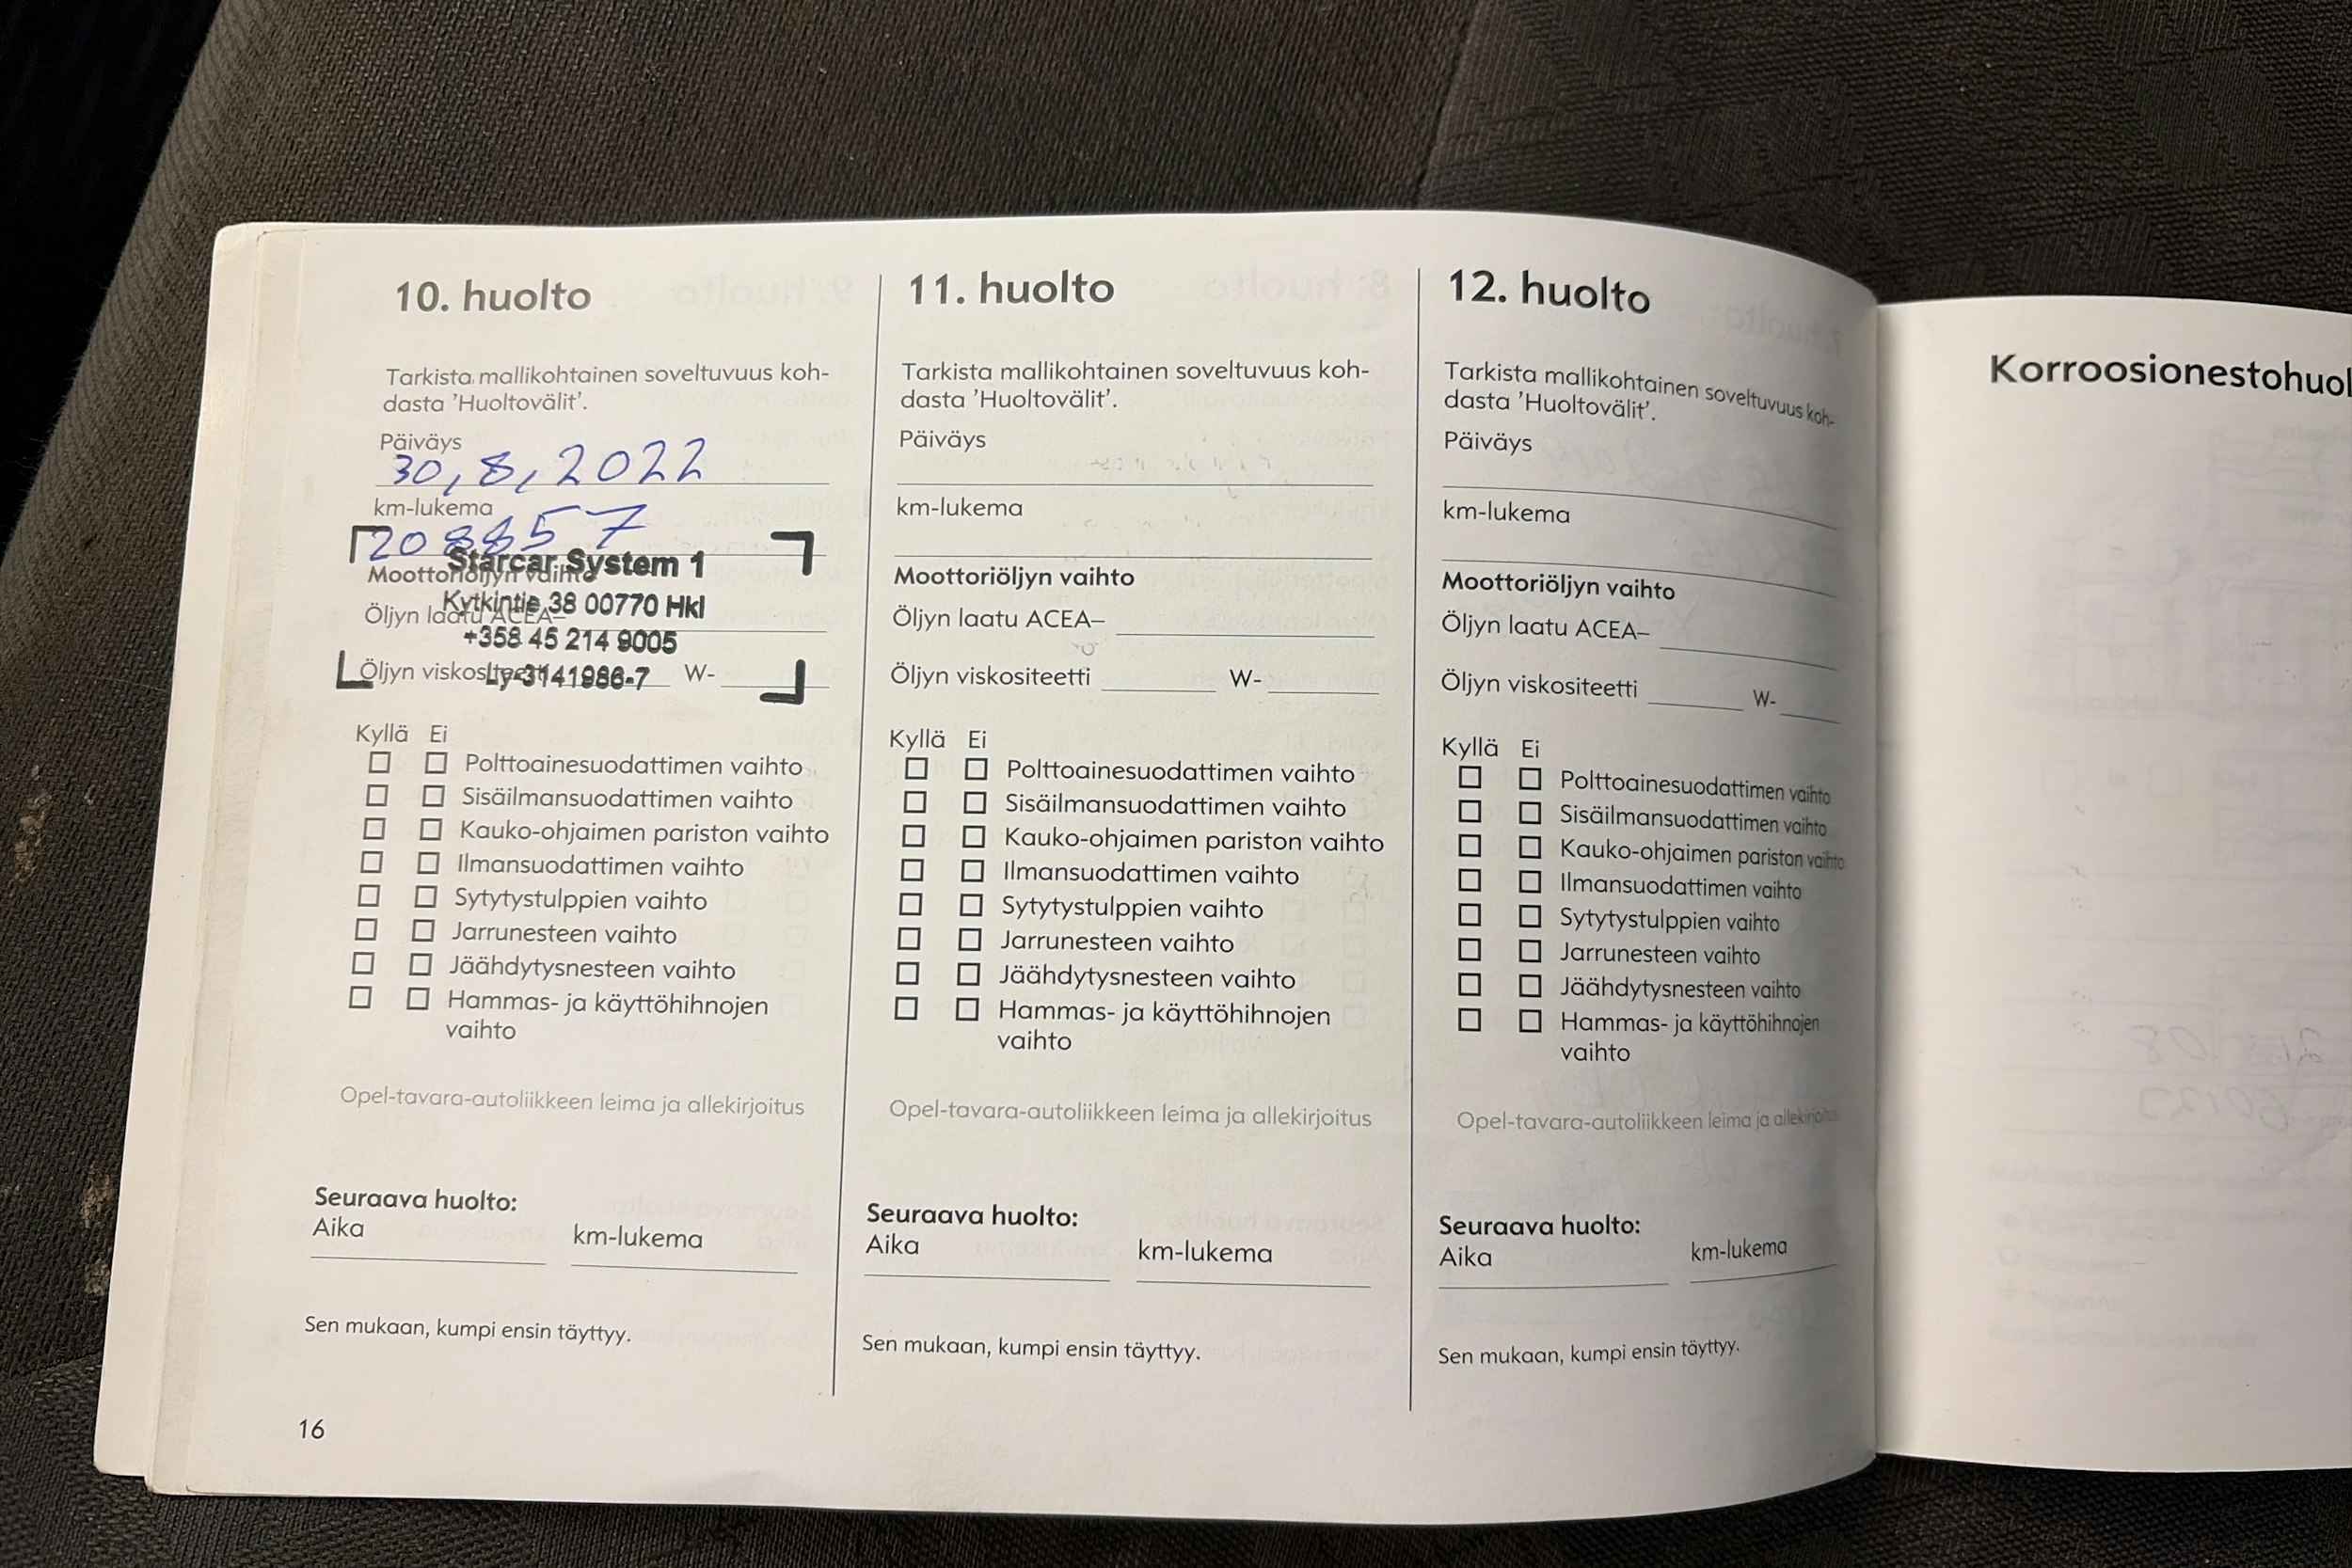 10. huolto
Tarkista mallikohtainen soveltuvuus koh-
dasta 'Huoltovälit'.
Päiväys
30,8,2022
km-lukema
208857
Starcar System 1
Moottoriöljyn vaihto
Kytkintie 38 00770 Hkl
Öljyn laatu ACEA–
+358 45 214 9005
Öljyn viskositeetti W-
Ly-3141986-7
Kyllä Ei
Polttoainesuodattimen vaihto
Sisäilmansuodattimen vaihto
Kauko-ohjaimen pariston vaihto
Ilmansuodattimen vaihto
Sytytystulppien vaihto
Jarrunesteen vaihto
Jäähdytysnesteen vaihto
Hammas- ja käyttöhihnojen
vaihto
Opel-tavara-autoliikkeen leima ja allekirjoitus
Seuraava huolto:
Aika km-lukema
Sen mukaan, kumpi ensin täyttyy.
16
11. huolto
Tarkista mallikohtainen soveltuvuus koh-
dasta 'Huoltovälit'.
Päiväys
km-lukema
Moottoriöljyn vaihto
Öljyn laatu ACEA–
Öljyn viskositeetti W-
Kyllä Ei
Polttoainesuodattimen vaihto
Sisäilmansuodattimen vaihto
Kauko-ohjaimen pariston vaihto
Ilmansuodattimen vaihto
Sytytystulppien vaihto
Jarrunesteen vaihto
Jäähdytysnesteen vaihto
Hammas- ja käyttöhihnojen
vaihto
Opel-tavara-autoliikkeen leima ja allekirjoitus
Seuraava huolto:
Aika km-lukema
Sen mukaan, kumpi ensin täyttyy.
12. huolto
Tarkista mallikohtainen soveltuvuus koh-
dasta 'Huoltovälit'.
Päiväys
km-lukema
Moottoriöljyn vaihto
Öljyn laatu ACEA–
Öljyn viskositeetti W-
Kyllä Ei
Polttoainesuodattimen vaihto
Sisäilmansuodattimen vaihto
Kauko-ohjaimen pariston vaihto
Ilmansuodattimen vaihto
Sytytystulppien vaihto
Jarrunesteen vaihto
Jäähdytysnesteen vaihto
Hammas- ja käyttöhihnojen
vaihto
Opel-tavara-autoliikkeen leima ja allekirjoitus
Seuraava huolto:
Aika km-lukema
Sen mukaan, kumpi ensin täyttyy.
Korroosionestohuol